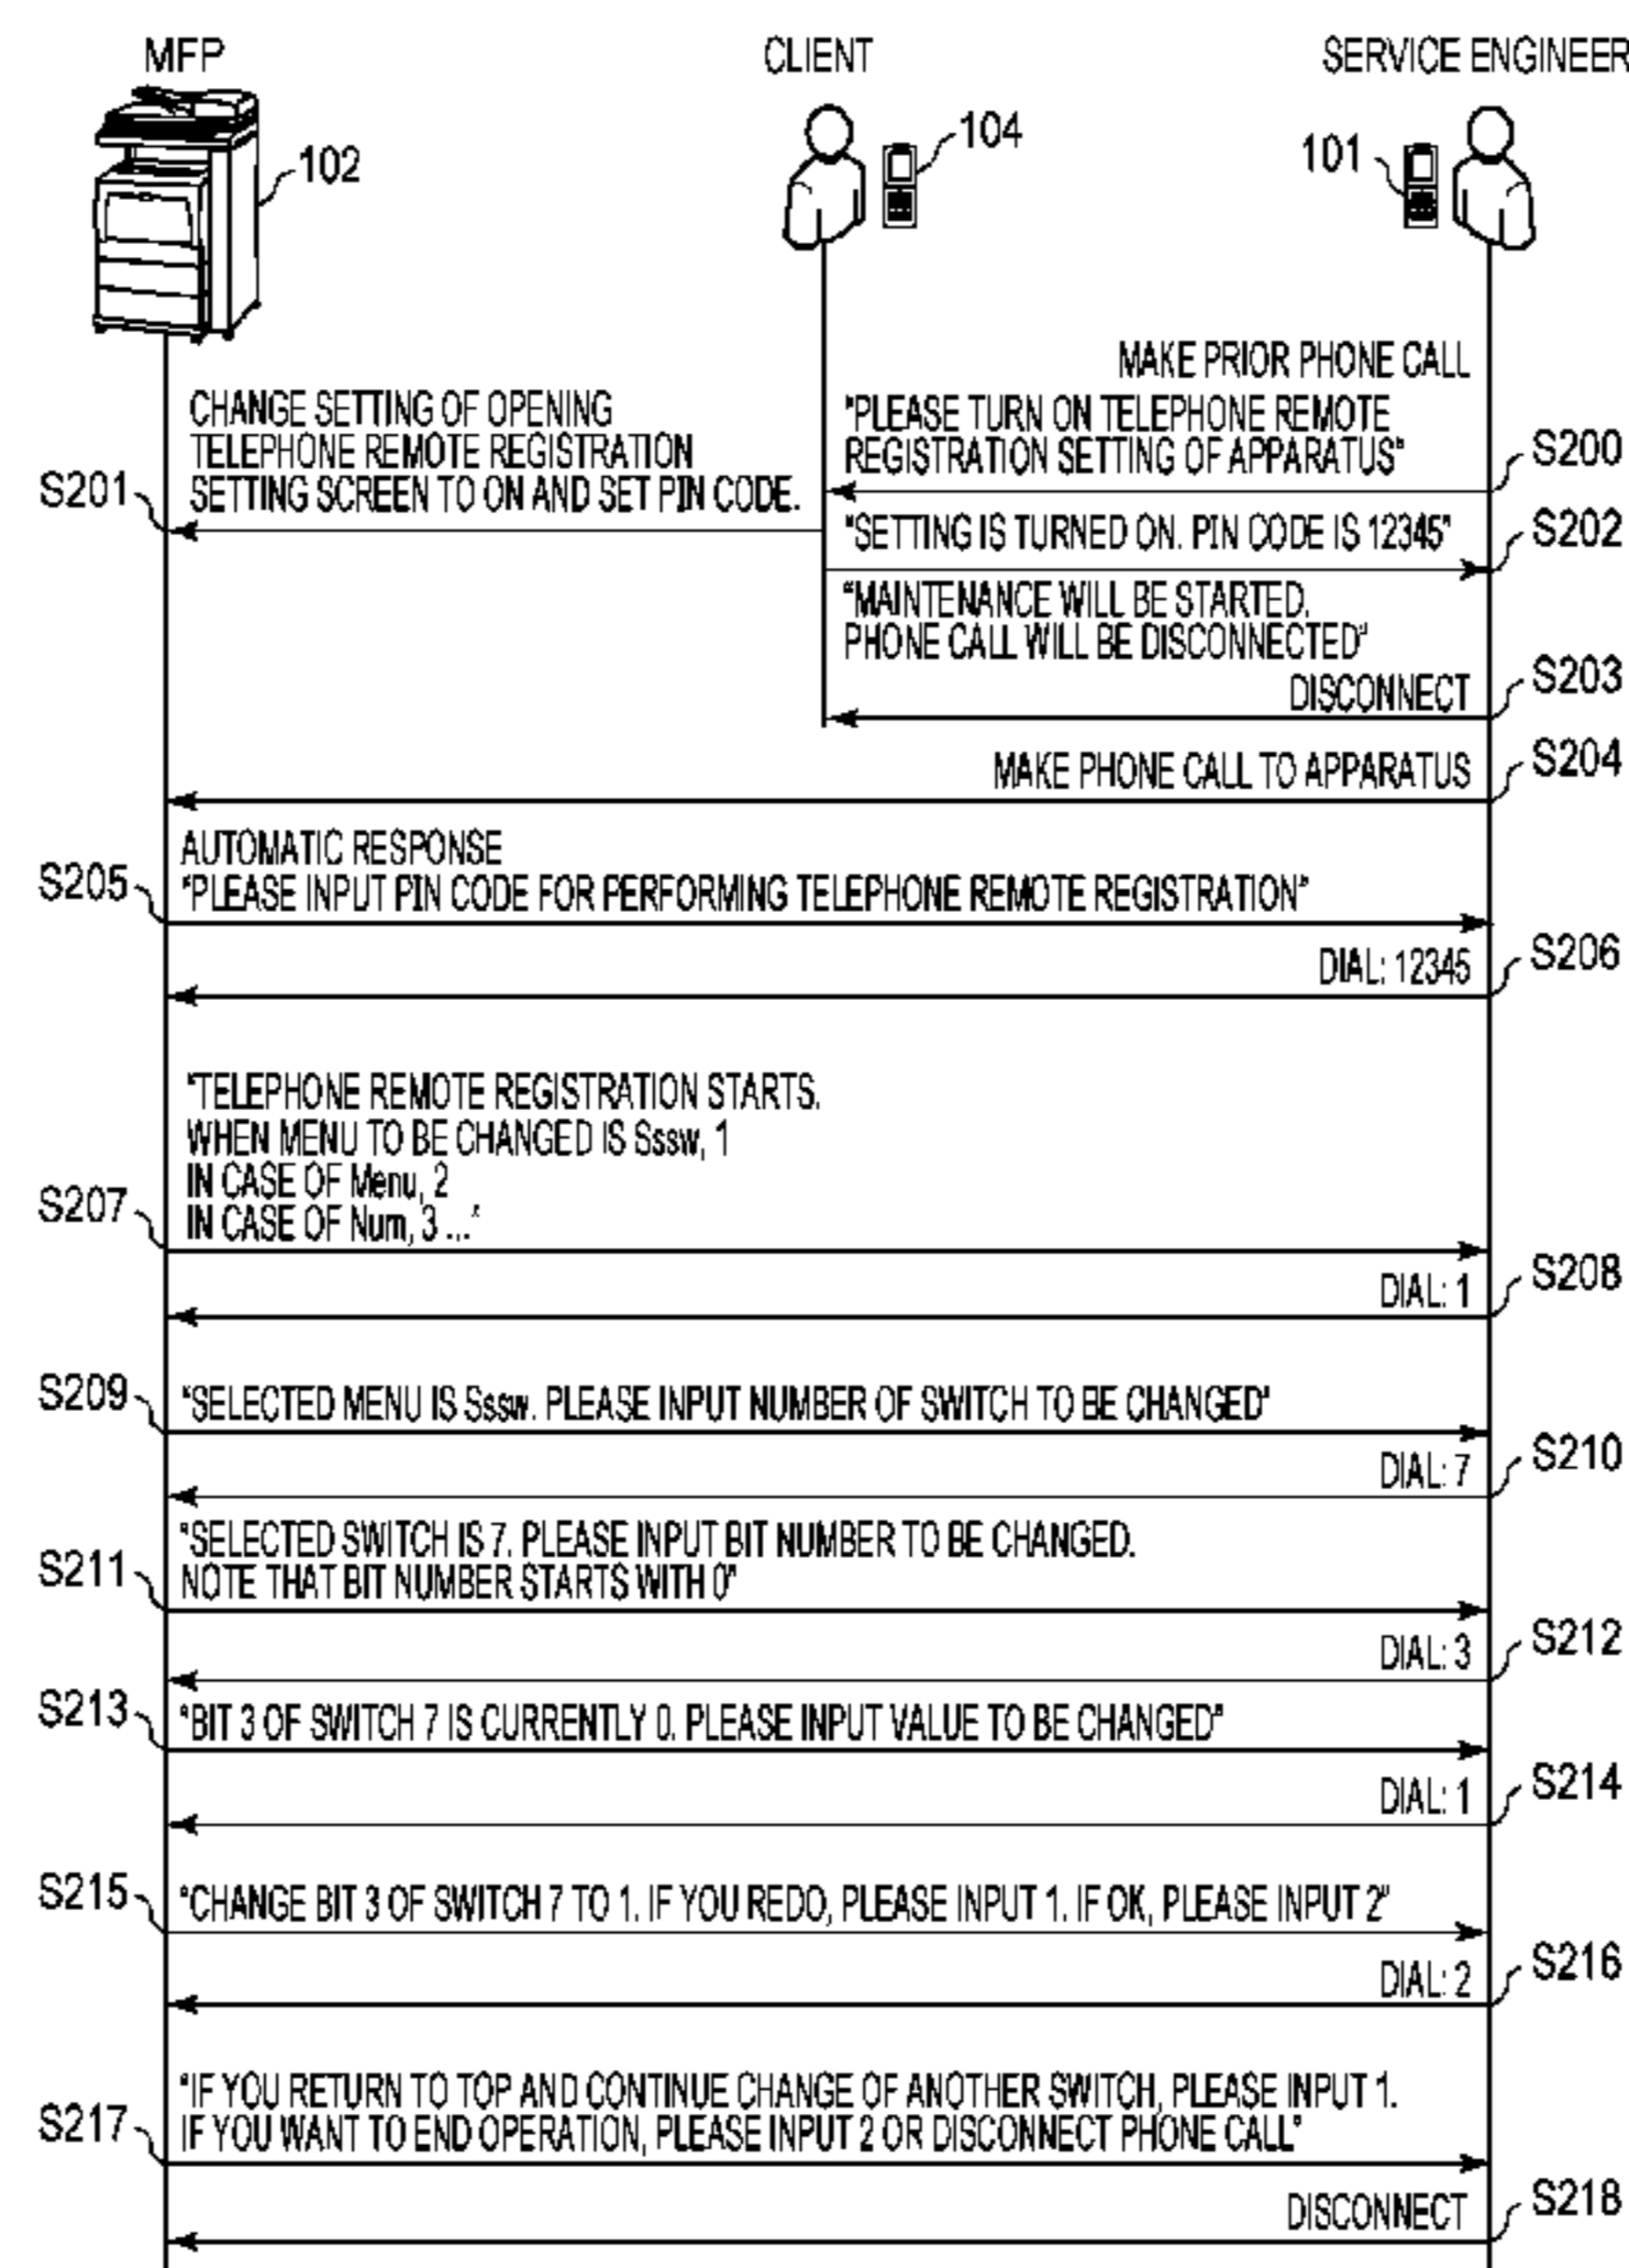 MFP
CLIENT
SERVICE ENGINEER
102
104
101
MAKE PRIOR PHONE CALL
CHANGE SETTING OF OPENING
TELEPHONE REMOTE REGISTRATION
SETTING SCREEN TO ON AND SET PIN CODE.
S201
"PLEASE TURN ON TELEPHONE REMOTE
REGISTRATION SETTING OF APPARATUS"
S200
"SETTING IS TURNED ON. PIN CODE IS 12345"
S202
"MAINTENANCE WILL BE STARTED.
PHONE CALL WILL BE DISCONNECTED"
DISCONNECT
S203
MAKE PHONE CALL TO APPARATUS
S204
AUTOMATIC RESPONSE
S205
"PLEASE INPUT PIN CODE FOR PERFORMING TELEPHONE REMOTE REGISTRATION"
DIAL: 12345
S206
"TELEPHONE REMOTE REGISTRATION STARTS.
WHEN MENU TO BE CHANGED IS Sssw, 1
IN CASE OF Menu, 2
IN CASE OF Num, 3 ..."
S207
DIAL: 1
S208
S209
"SELECTED MENU IS Sssw. PLEASE INPUT NUMBER OF SWITCH TO BE CHANGED"
DIAL: 7
S210
"SELECTED SWITCH IS 7. PLEASE INPUT BIT NUMBER TO BE CHANGED.
NOTE THAT BIT NUMBER STARTS WITH 0"
S211
DIAL: 3
S212
S213
"BIT 3 OF SWITCH 7 IS CURRENTLY 0. PLEASE INPUT VALUE TO BE CHANGED"
DIAL: 1
S214
S215
"CHANGE BIT 3 OF SWITCH 7 TO 1. IF YOU REDO, PLEASE INPUT 1. IF OK, PLEASE INPUT 2"
DIAL: 2
S216
"IF YOU RETURN TO TOP AND CONTINUE CHANGE OF ANOTHER SWITCH, PLEASE INPUT 1.
IF YOU WANT TO END OPERATION, PLEASE INPUT 2 OR DISCONNECT PHONE CALL"
S217
DISCONNECT
S218